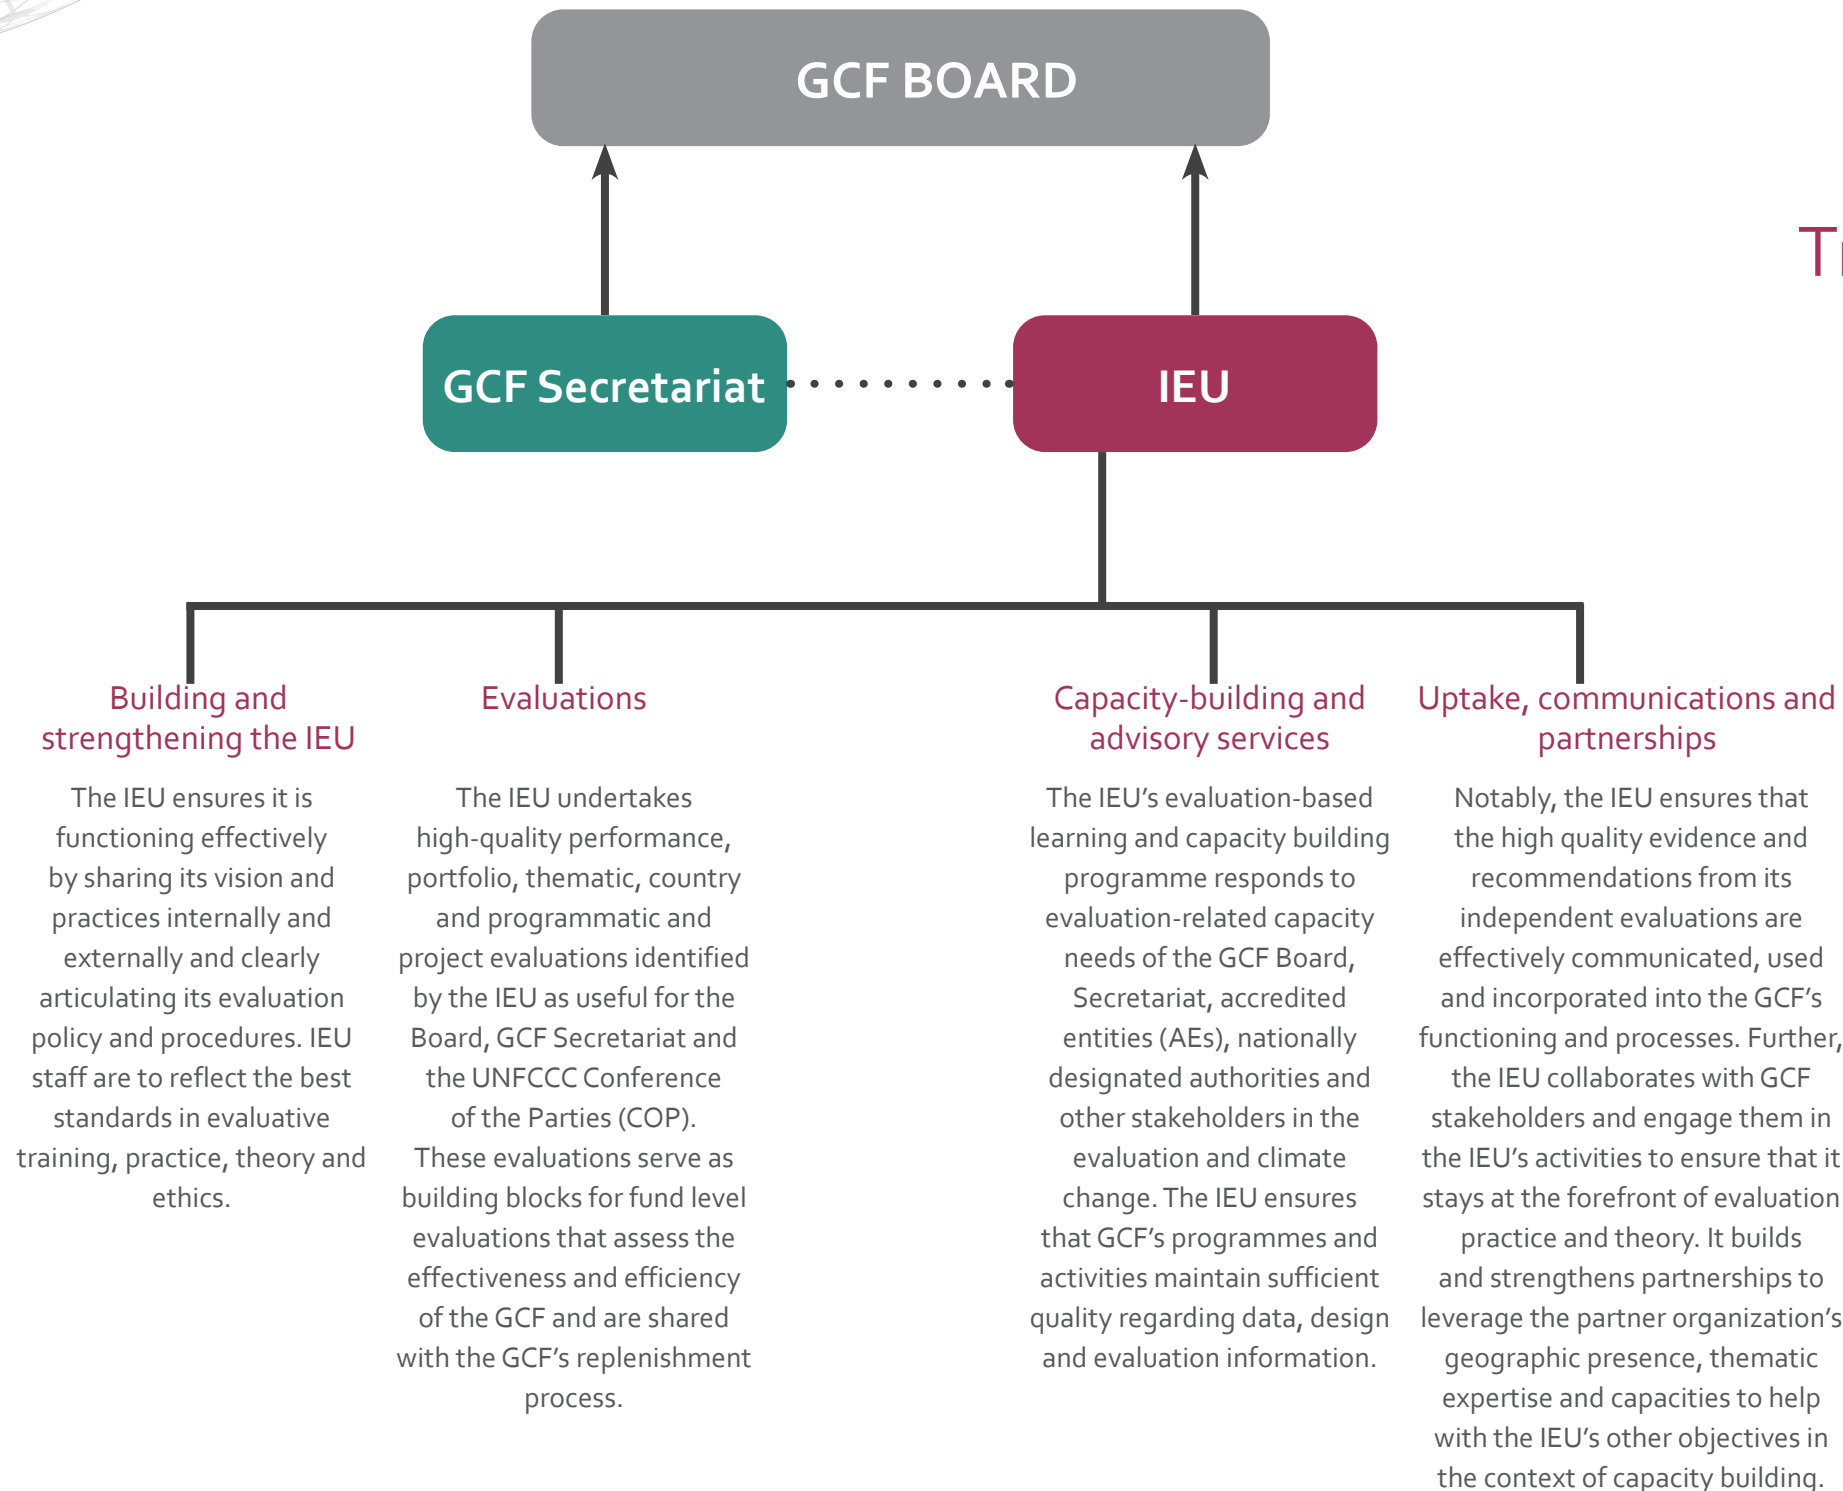 GCF BOARD
GCF Secretariat
IEU
Building and
strengthening the IEU
The IEU ensures it is
functioning effectively
by sharing its vision and
practices internally and
externally and clearly
articulating its evaluation
policy and procedures. IEU
staff are to reflect the best
standards in evaluative
training, practice, theory and
ethics.
Evaluations
The IEU undertakes
high-quality performance,
portfolio, thematic, country
and programmatic and
project evaluations identified
by the IEU as useful for the
Board, GCF Secretariat and
the UNFCCC Conference
of the Parties (COP).
These evaluations serve as
building blocks for fund level
evaluations that assess the
effectiveness and efficiency
of the GCF and are shared
with the GCF's replenishment
process.
Capacity-building and
advisory services
The IEU's evaluation-based
learning and capacity building
programme responds to
evaluation-related capacity
needs of the GCF Board,
Secretariat, accredited
entities (AEs), nationally
designated authorities and
other stakeholders in the
evaluation and climate
change. The IEU ensures
that GCF's programmes and
activities maintain sufficient
quality regarding data, design
and evaluation information.
Uptake, communications and
partnerships
Notably, the IEU ensures that
the high quality evidence and
recommendations from its
independent evaluations are
effectively communicated, used
and incorporated into the GCF's
functioning and processes. Further,
the IEU collaborates with GCF
stakeholders and engage them in
the IEU's activities to ensure that it
stays at the forefront of evaluation
practice and theory. It builds
and strengthens partnerships to
leverage the partner organization's
geographic presence, thematic
expertise and capacities to help
with the IEU's other objectives in
the context of capacity building.